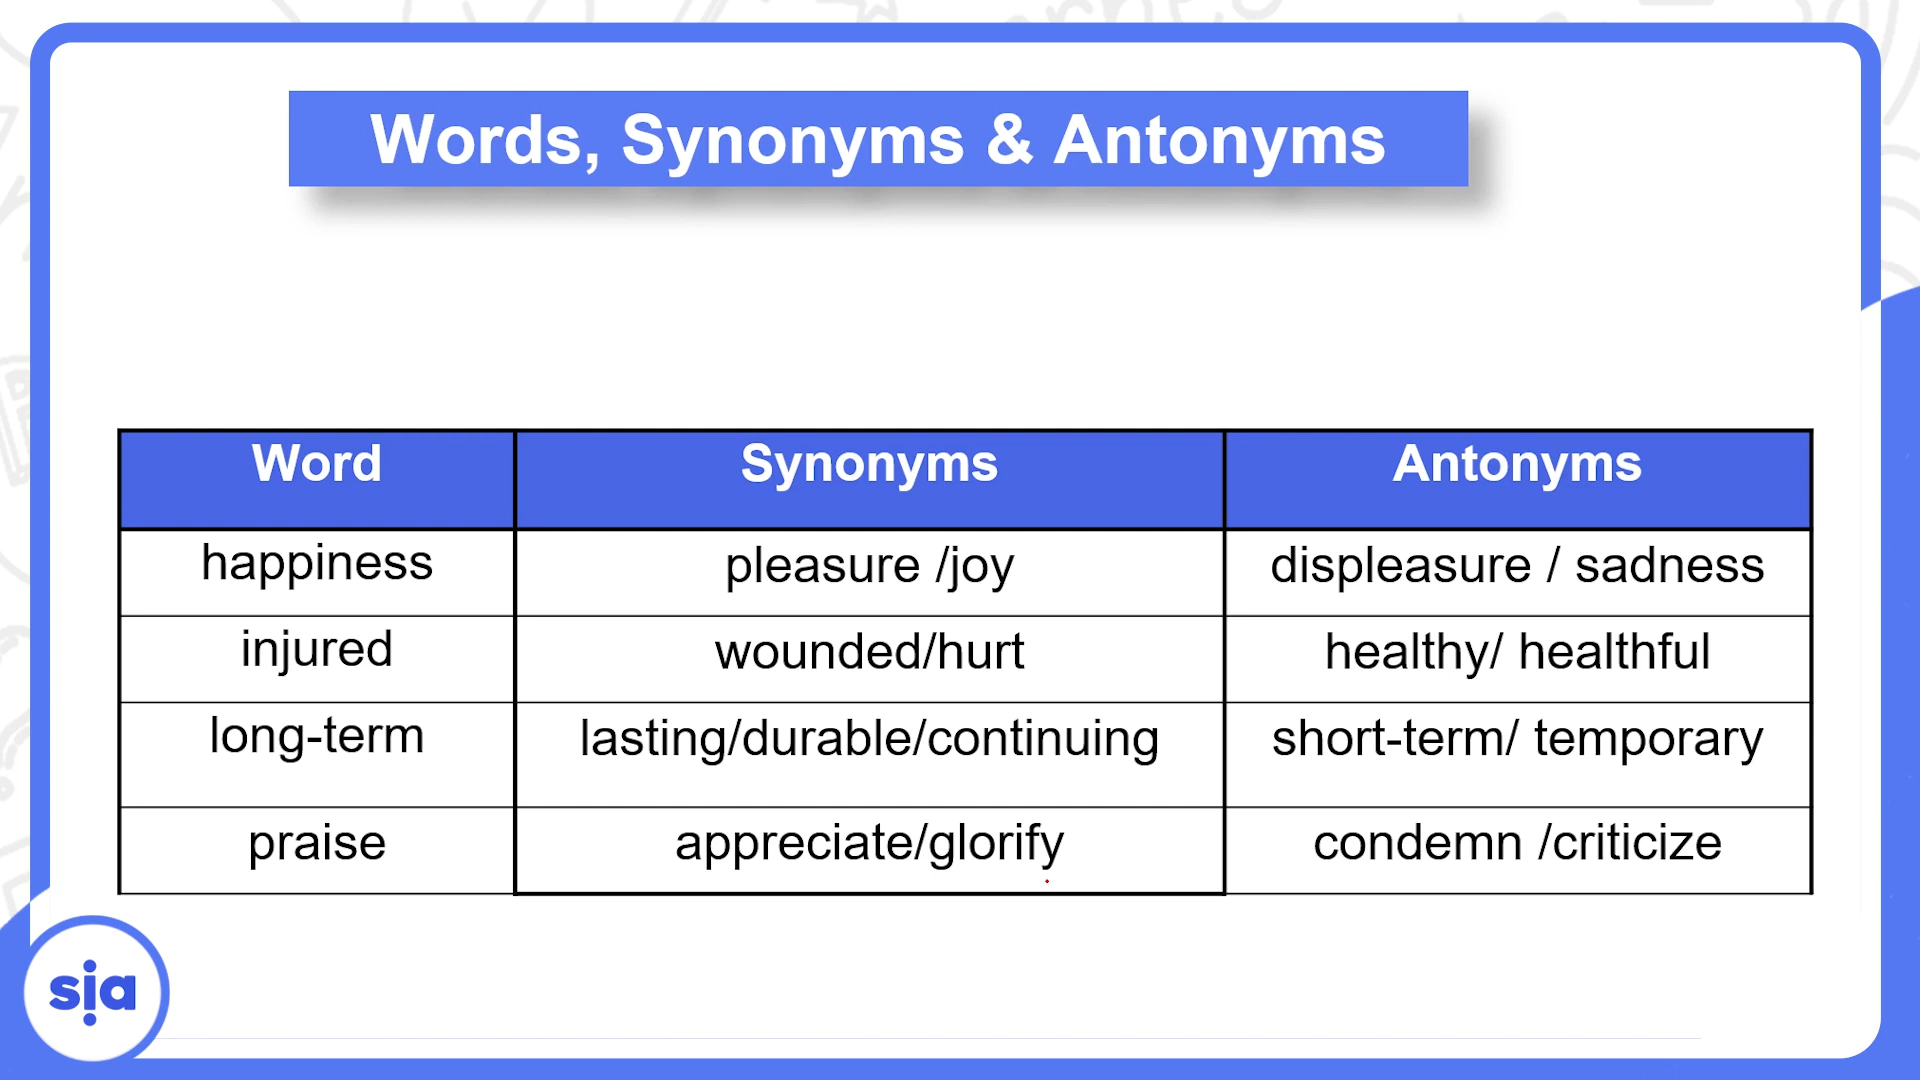 Words, Synonyms & Antonyms
Word Synonyms Antonyms
happiness pleasure /joy displeasure / sadness
injured wounded/hurt healthy/ healthful
long-term lasting/durable/continuing short-term/ temporary
praise appreciate/glorify condemn /criticize
sia